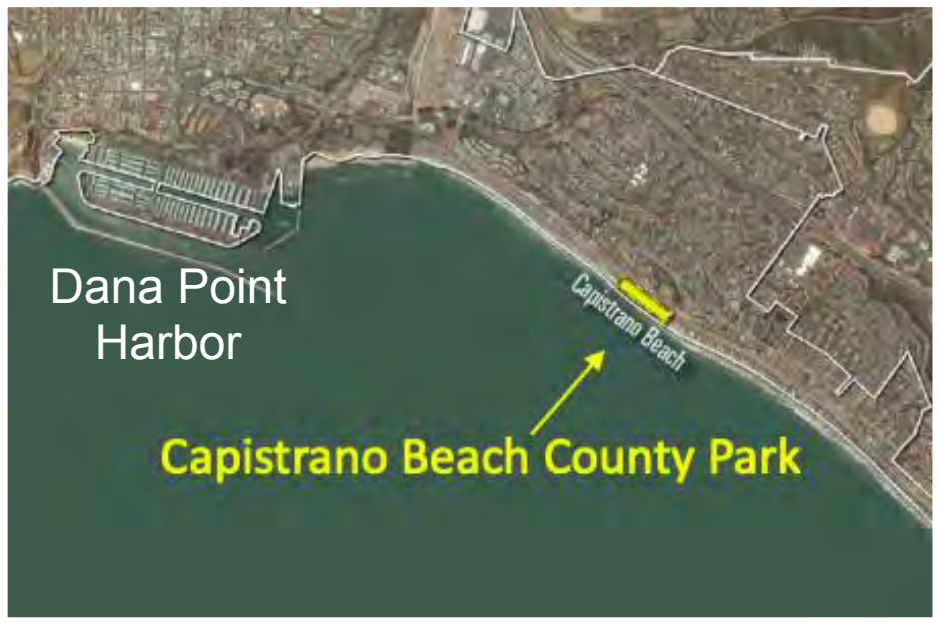 Dana Point
Harbor
Capistrano Beach
Capistrano Beach County Park